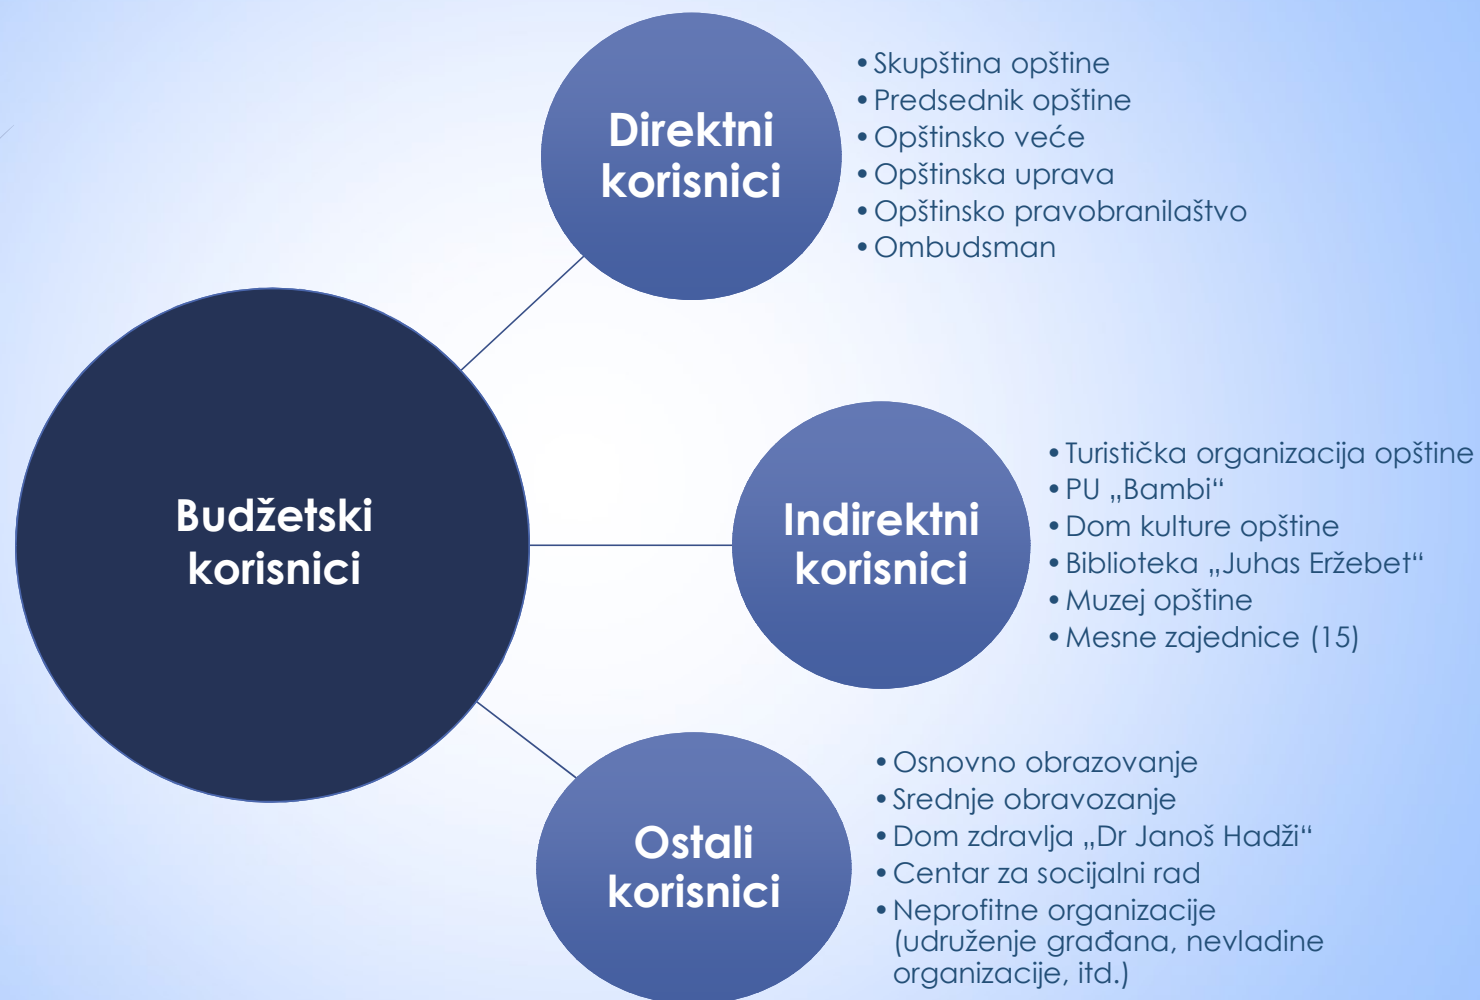 Direktni
korisnici
• Skupština opštine
• Predsednik opštine
• Opštinsko veće
• Opštinska uprava
• Opštinsko pravobranilaštvo
• Ombudsman
Budžetski
korisnici
Indirektni
korisnici
• Turistička organizacija opštine
• PU „Bambi“
• Dom kulture opštine
• Biblioteka „Juhas Eržebet“
• Muzej opštine
• Mesne zajednice (15)
Ostali
korisnici
• Osnovno obrazovanje
• Srednje obravozanje
• Dom zdravlja „Dr Janoš Hadži“
• Centar za socijalni rad
• Neprofitne organizacije
(udruženje građana, nevladine
organizacije, itd.)